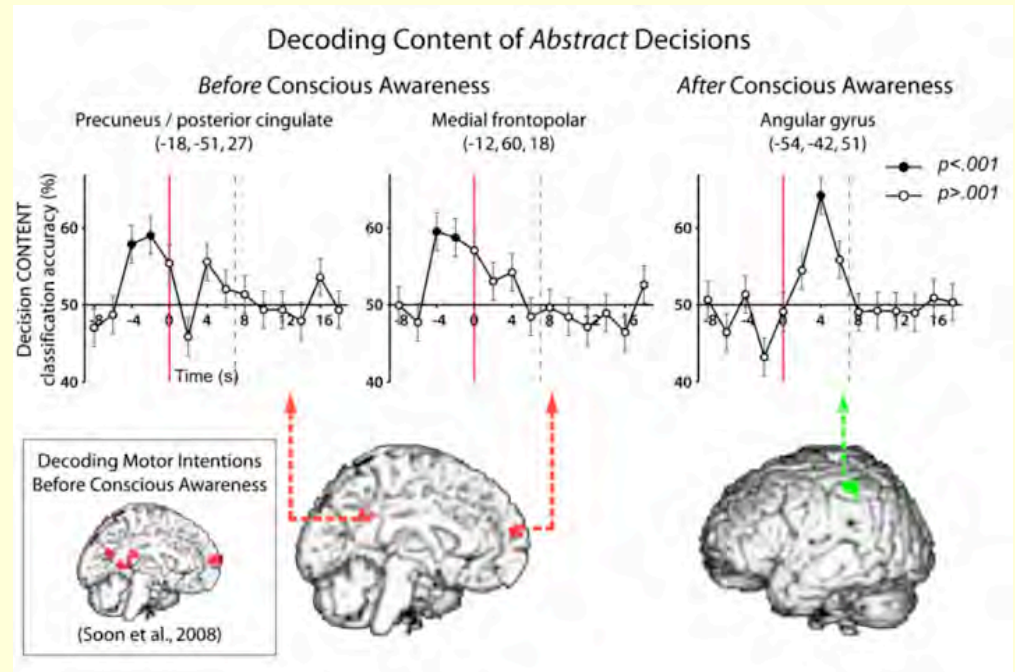 Decoding Content of Abstract Decisions
Before Conscious Awareness
After Conscious Awareness
Precuneus / posterior cingulate
(-18, -51, 27)
Medial frontopolar
(-12, 60, 18)
Angular gyrus
(-54, -42, 51)
p<.001
p>.001
Decision CONTENT
classification accuracy (%)
60
50
40
-8 -4 0 4 8 12 16
Time (s)
60
50
40
-8 -4 0 4 8 12 16
60
50
40
-8 -4 0 4 8 12 16
Decoding Motor Intentions
Before Conscious Awareness
(Soon et al., 2008)